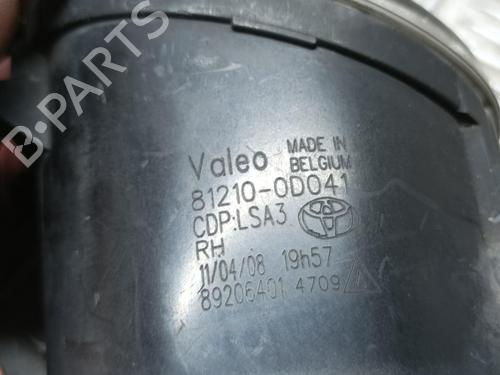 Valeo MADE IN BELGIUM
81210-0D041
CDP:LSA3
RH
11/04/08 19h57
89206401 4709
B-PARTS